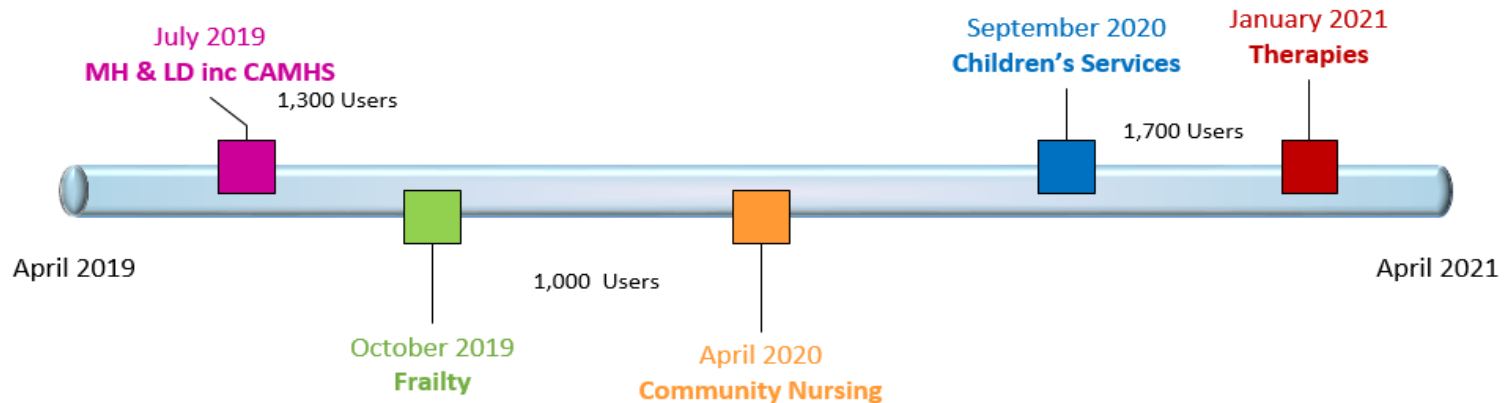 July 2019
MH & LD inc CAMHS
1,300 Users
September 2020
Children's Services
1,700 Users
January 2021
Therapies
April 2019
1,000 Users
April 2021
October 2019
Frailty
April 2020
Community Nursing